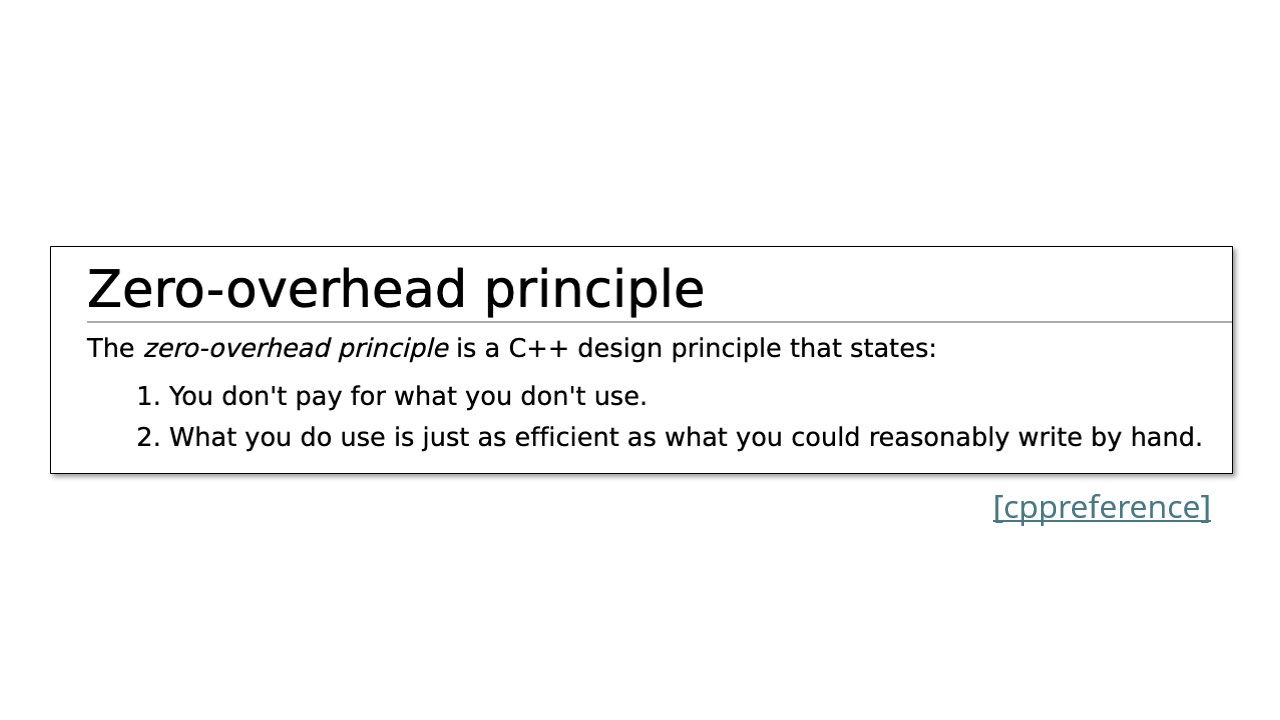 Zero-overhead principle
The zero-overhead principle is a C++ design principle that states:
1. You don't pay for what you don't use.
2. What you do use is just as efficient as what you could reasonably write by hand.
[cppreference]